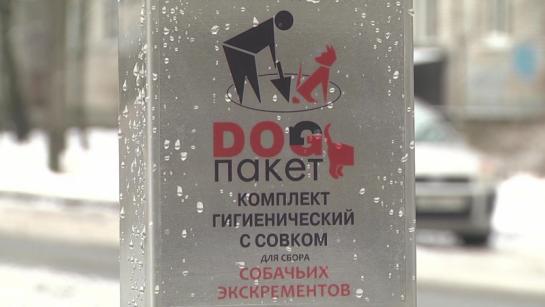 DOG
пакет
КОМПЛЕКТ
ГИГИЕНИЧЕСКИЙ
С СОВКОМ
ДЛЯ СБОРА
СОБАЧЬИХ
ЭКСКРЕМЕНТОВ